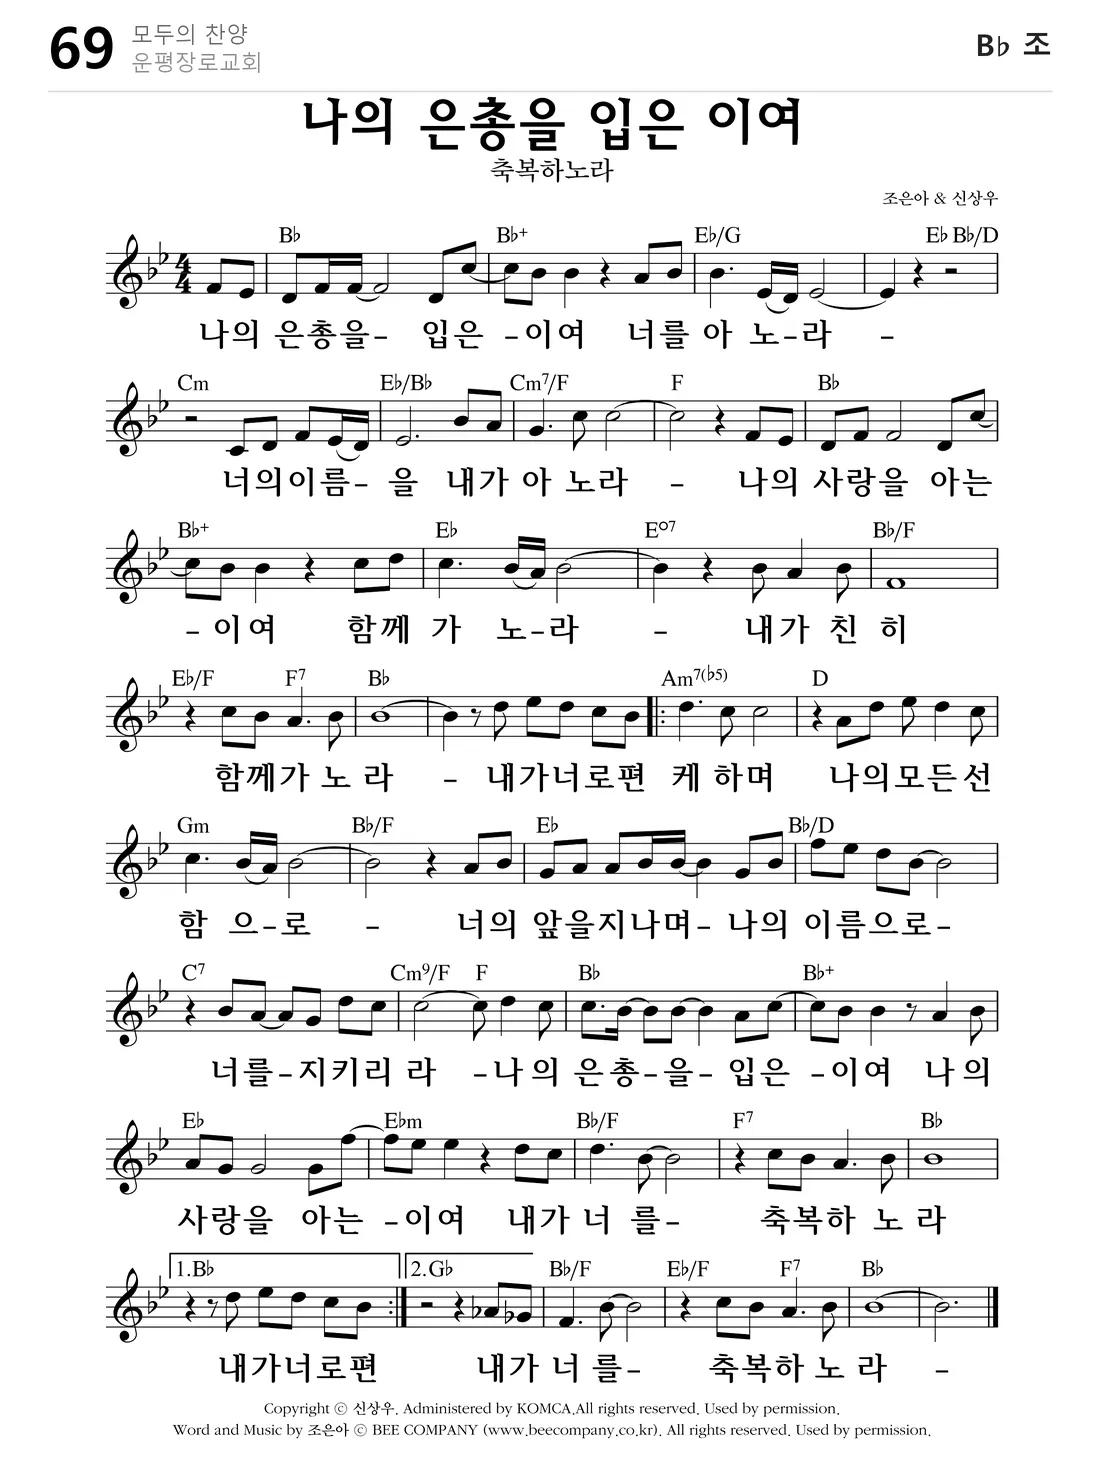 69 모두의 찬양
운평장로교회
B♭ 조
나의 은총을 입은 이여
축복하노라
조은아 & 신상우
B♭ B♭+ E♭/G E♭ B♭/D
나의 은총을- 입은 -이여 너를 아 노-라 -
Cm E♭/B♭ Cm7/F F B♭
너의이름- 을 내가 아 노라 - 나의 사랑을 아는
B♭+ E♭ E°7 B♭/F
-이여 함께 가 노-라 - 내가 친 히
E♭/F F7 B♭ Am7(♭5) D
함께가 노 라 - 내가너로편 케 하며 나의모든선
Gm B♭/F E♭ B♭/D
함 으-로 - 너의 앞을지나며- 나의 이름으로-
C7 Cm9/F F B♭ B♭+
너를-지키리 라 -나의 은총-을- 입은 -이여 나의
E♭ E♭m B♭/F F7 B♭
사랑을 아는 -이여 내가 너 를- 축복하 노 라
1.B♭ 2.G♭ B♭/F E♭/F F7 B♭
내가너로편 내가 너 를- 축복하 노 라 -
Copyright ⓒ 신상우. Administered by KOMCA.All rights reserved. Used by permission.
Word and Music by 조은아 ⓒ BEE COMPANY (www.beecompany.co.kr). All rights reserved. Used by permission.